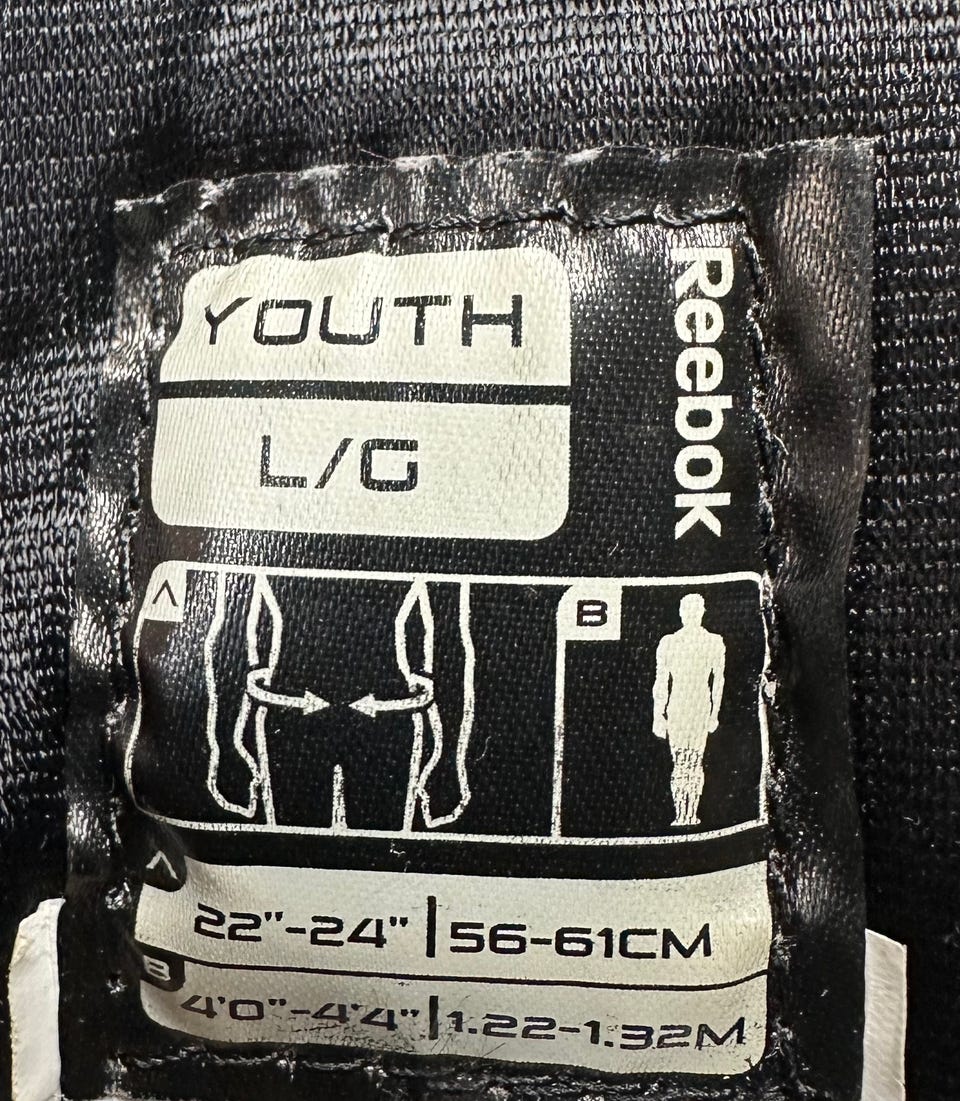 YOUTH
L/G
Reebok
A
B
A
22"-24" | 56-61CM
B
4'0"-4'4" | 1.22-1.32M